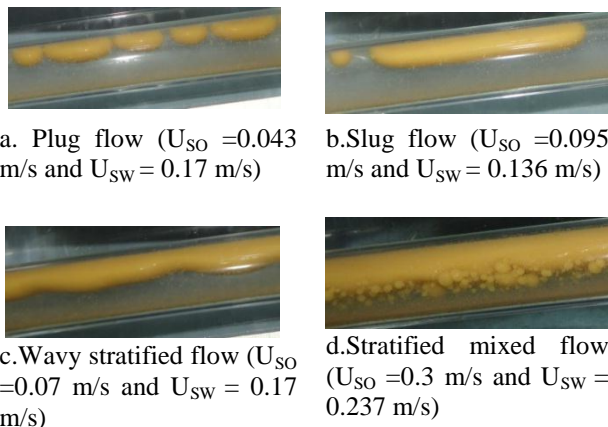 a. Plug flow (U_SO =0.043
m/s and U_SW = 0.17 m/s)
b.Slug flow (U_SO =0.095
m/s and U_SW = 0.136 m/s)
c.Wavy stratified flow (U_SO
=0.07 m/s and U_SW = 0.17
m/s)
d.Stratified mixed flow
(U_SO =0.3 m/s and U_SW =
0.237 m/s)